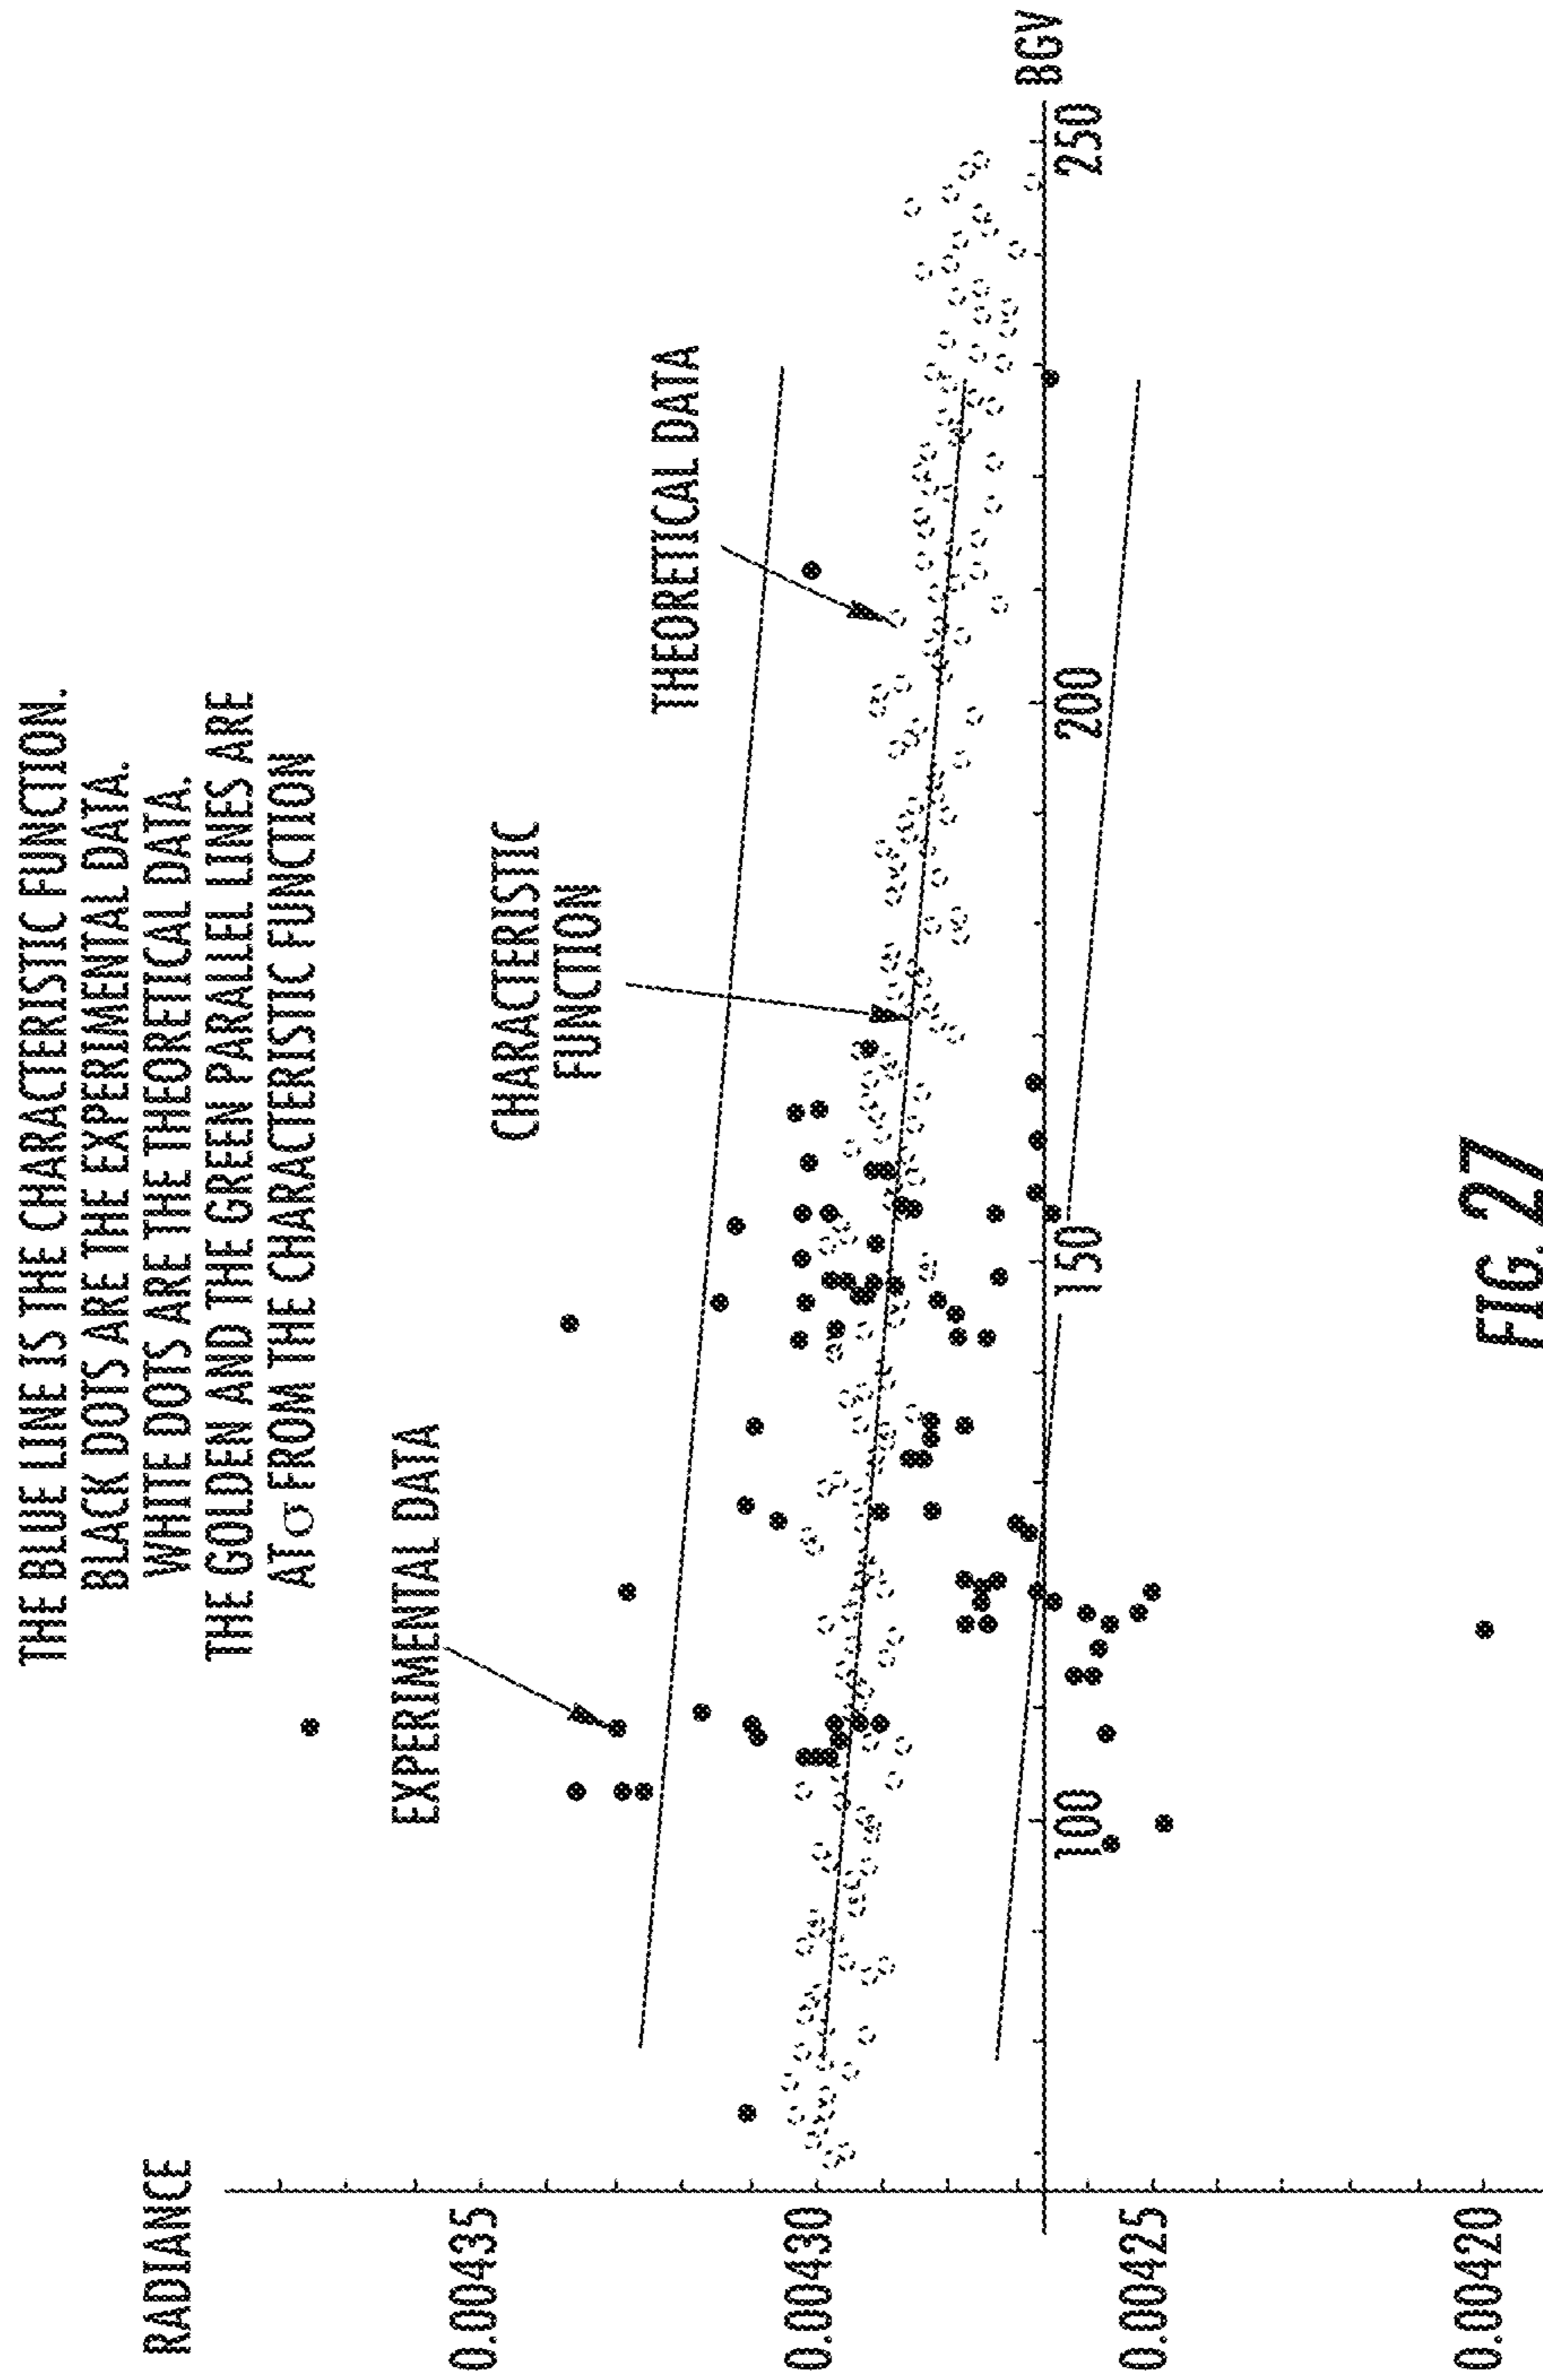 THE BLUE LINE IS THE CHARACTERISTIC FUNCTION.
BLACK DOTS ARE THE EXPERIMENTAL DATA.
WHITE DOTS ARE THE THEORETICAL DATA.
THE GOLDEN AND THE GREEN PARALLEL LINES ARE
AT σ FROM THE CHARACTERISTIC FUNCTION
RADIANCE
EXPERIMENTAL DATA
CHARACTERISTIC
FUNCTION
THEORETICAL DATA
0.00435
0.00430
0.00425
0.00420
100
150
200
250
BGV
FIG. 27